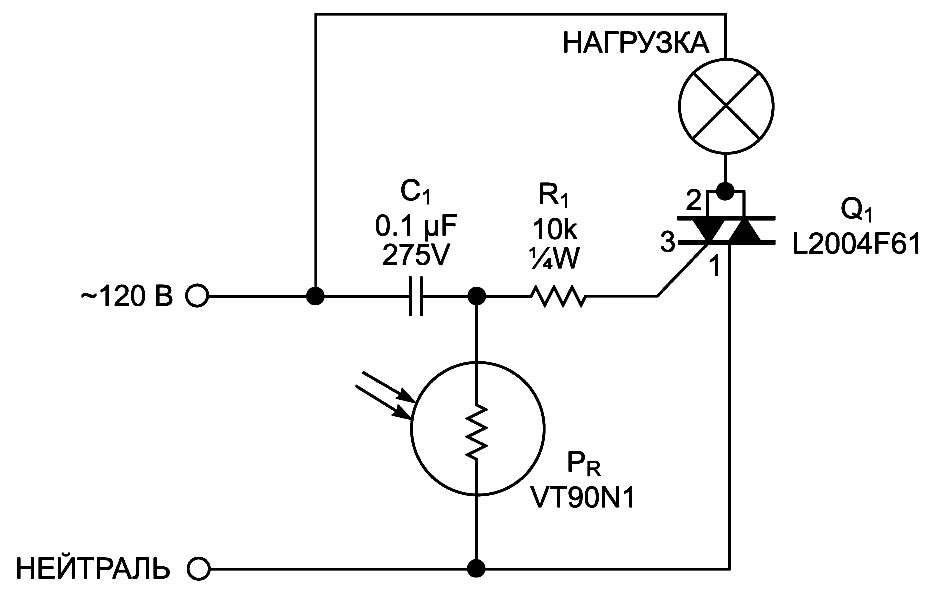 НАГРУЗКА
C1
0.1 µF
275V
R1
10k
¼W
2
3
1
Q1
L2004F61
~120 В
PR
VT90N1
НЕЙТРАЛЬ